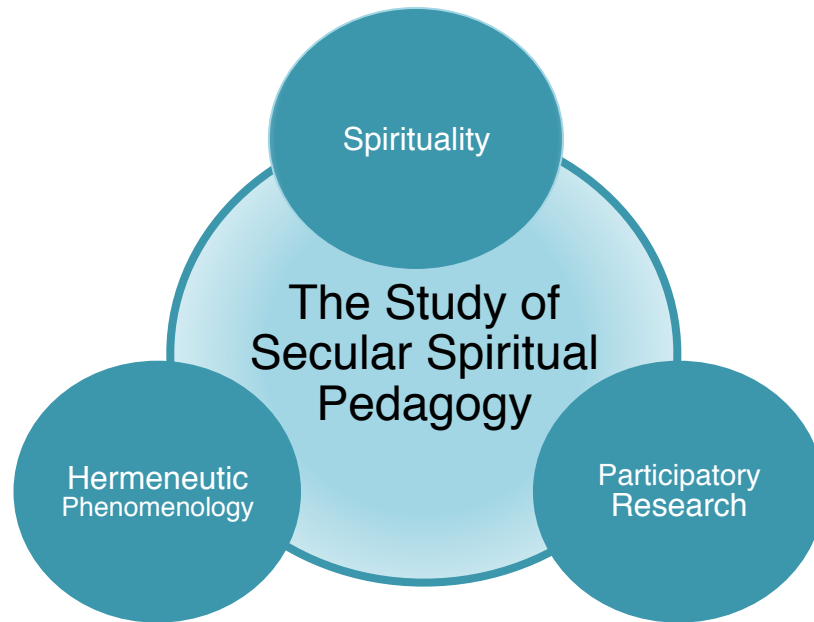 Spirituality
The Study of
Secular Spiritual
Pedagogy
Hermeneutic
Phenomenology
Participatory
Research